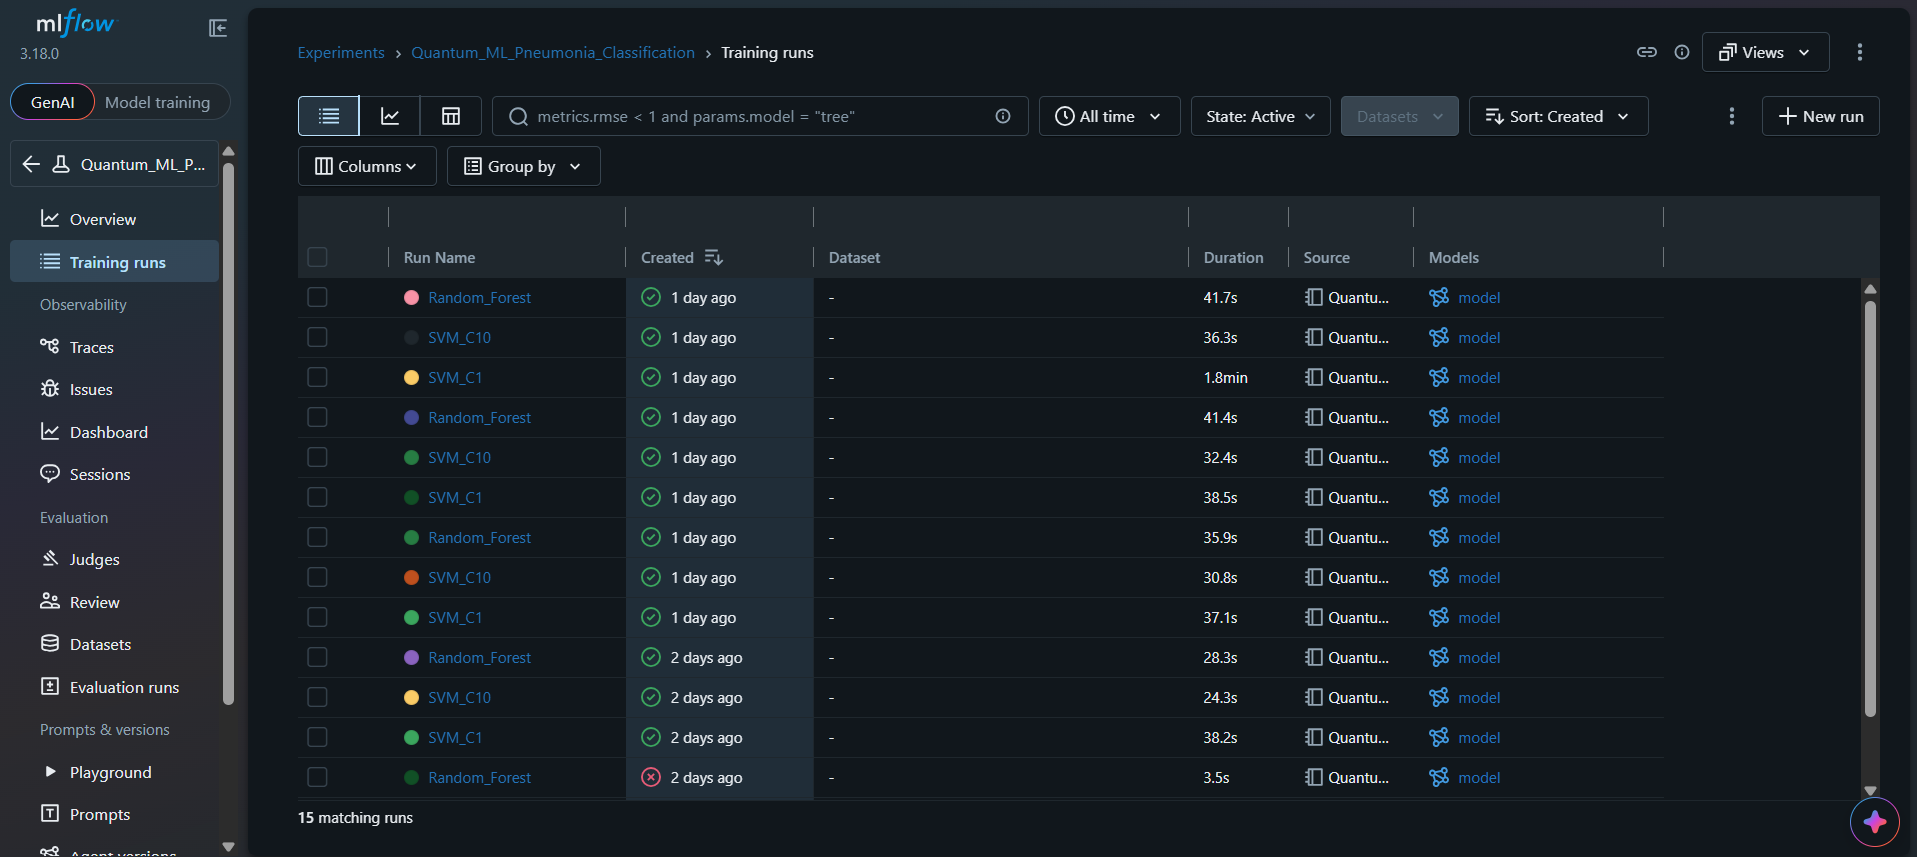 mlflow
3.18.0
GenAI Model training
Quantum_ML_P...
Overview
Training runs
Observability
Traces
Issues
Dashboard
Sessions
Evaluation
Judges
Review
Datasets
Evaluation runs
Prompts & versions
Playground
Prompts
Agent versions
Experiments > Quantum_ML_Pneumonia_Classification > Training runs
Views
metrics.rmse < 1 and params.model = "tree"
All time
State: Active
Datasets
Sort: Created
New run
Columns
Group by
Run Name Created Dataset Duration Source Models
Random_Forest 1 day ago - 41.7s Quantu... model
SVM_C10 1 day ago - 36.3s Quantu... model
SVM_C1 1 day ago - 1.8min Quantu... model
Random_Forest 1 day ago - 41.4s Quantu... model
SVM_C10 1 day ago - 32.4s Quantu... model
SVM_C1 1 day ago - 38.5s Quantu... model
Random_Forest 1 day ago - 35.9s Quantu... model
SVM_C10 1 day ago - 30.8s Quantu... model
SVM_C1 1 day ago - 37.1s Quantu... model
Random_Forest 2 days ago - 28.3s Quantu... model
SVM_C10 2 days ago - 24.3s Quantu... model
SVM_C1 2 days ago - 38.2s Quantu... model
Random_Forest 2 days ago - 3.5s Quantu... model
15 matching runs